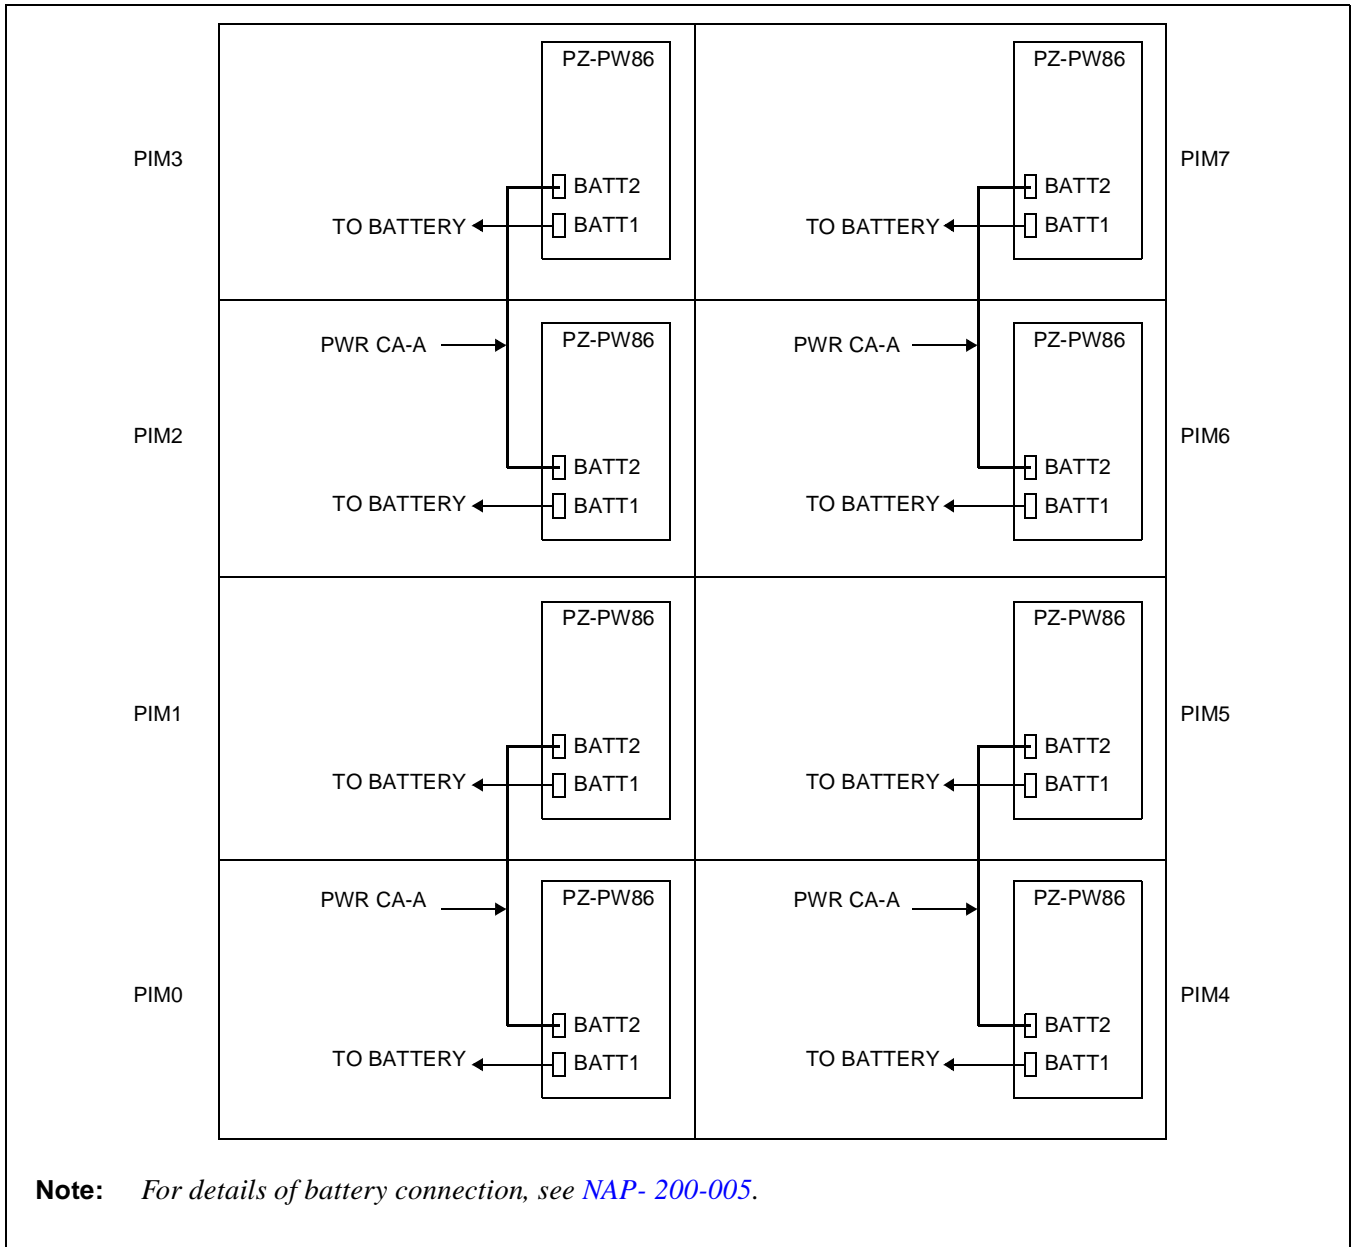 PZ-PW86 PZ-PW86
PIM3 PIM7
BATT2 BATT2
TO BATTERY BATT1 TO BATTERY BATT1
PWR CA-A PZ-PW86 PWR CA-A PZ-PW86
PIM2 PIM6
BATT2 BATT2
TO BATTERY BATT1 TO BATTERY BATT1
PZ-PW86 PZ-PW86
PIM1 PIM5
BATT2 BATT2
TO BATTERY BATT1 TO BATTERY BATT1
PWR CA-A PZ-PW86 PWR CA-A PZ-PW86
PIM0 PIM4
BATT2 BATT2
TO BATTERY BATT1 TO BATTERY BATT1
Note: For details of battery connection, see NAP- 200-005.